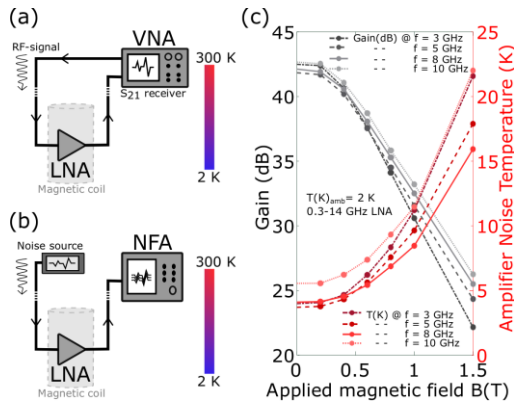 (a)
VNA
RF-signal
S21 receiver
300 K
LNA
Magnetic coil
2 K
(b)
NFA
Noise source
300 K
LNA
Magnetic coil
2 K
(c)
45
40
35
30
25
20
Gain (dB)
Gain(dB) @ f = 3 GHz
-- f = 5 GHz
-- f = 8 GHz
-- f = 10 GHz
T(K)amb= 2 K
0.3-14 GHz LNA
T(K) @ f = 3 GHz
-- f = 5 GHz
-- f = 8 GHz
-- f = 10 GHz
25
20
15
10
5
0
Amplifier Noise Temperature (K)
0 0.5 1 1.5
Applied magnetic field B(T)